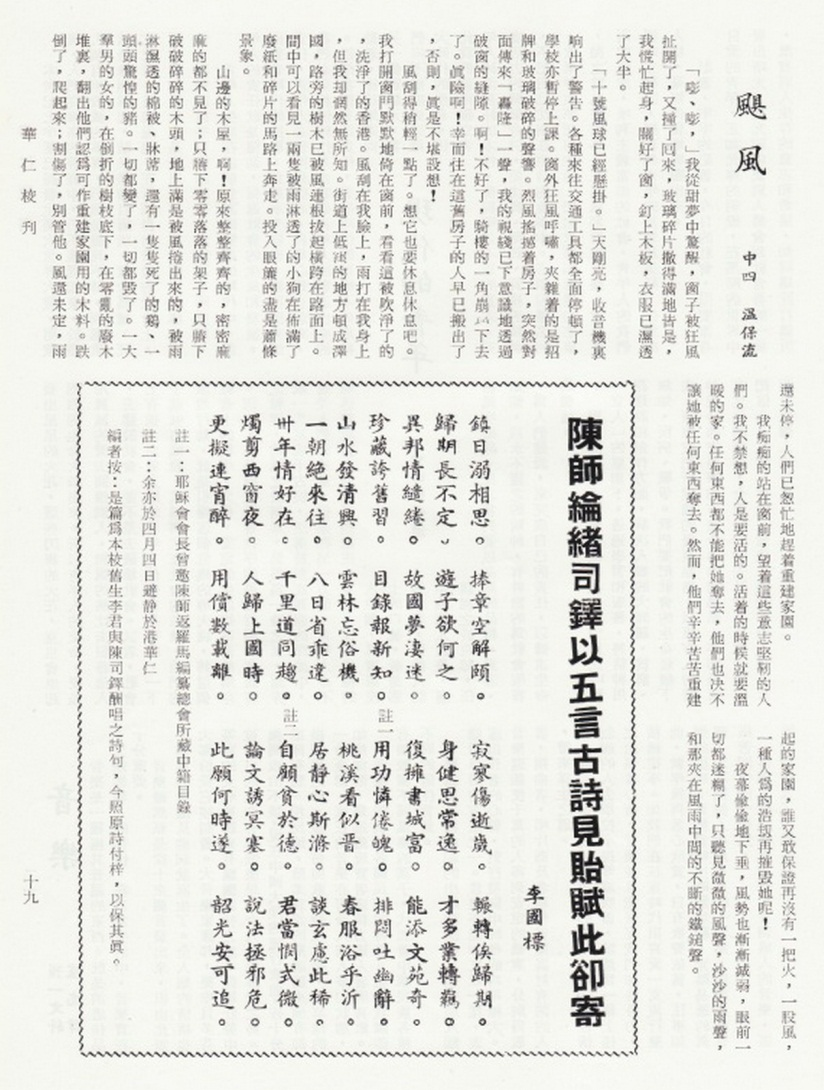 颶風
中四　溫保流
「嘭、嘭，」我從甜夢中驚醒，窗子被狂風
扯開了，又撞了囘來，玻璃碎片撤得滿地皆是，
我慌忙起身，關好了窗，釘上木板，衣服已濕透
了大半。
「十號風球已經懸掛。」天剛亮，收音機裏
响出了警告。各種來往交通工具都全面停頓了，
學校亦暫停上課。窗外狂風呼嘯，夾雜着的是招
牌和玻璃破碎的聲響。烈風搖撼着房子，突然對
面傳來「轟隆」一聲，我的視綫已下意識地透過
破窗的縫隙。啊！不好了，騎樓的一角崩了下去
了。眞險啊！幸而住在這舊房子的人早已搬出了
，否則，眞是不堪設想！
風刮得稍輕一點了。想它也要休息休息吧。
我打開窗門默默地倚在窗前，看看這被吹淨了的
，洗淨了的香港。風刮在我臉上，雨打在我身上
，但我却惘然無所知。街道上低漥的地方頓成澤
國，路旁的樹木已被風連根拔起橫跨在路面上。
間中可以看見一兩隻被雨淋透了的小狗在佈滿了
廢紙和碎片的馬路上奔走。投入眼簾的盡是蕭條
景象。
山邊的木屋，啊！原來整整齊齊的，密密麻
麻的都不見了；只賸下零零落落的架子，只賸下
破破碎碎的木頭，地上滿是被風捲出來的，被雨
淋濕透的棉被、牀蓆，還有一隻隻死了的鷄、一
頭頭驚惶的豬。一切都變了，一切都毀了。一大
羣男的女的，在倒折的樹枝底下，在零亂的廢木
堆裏，翻出他們認爲可作重建家園用的木料。跌
倒了，爬起來；割傷了，別管他。風還未定，雨
還未停，人們已怱忙地趕着重建家園。
我痴痴的站在窗前，望着這些意志堅靭的人
們。我不禁想，人是要活的。活着的時候就要溫
暖的家。任何東西都不能把她奪去，他們也决不
讓她被任何東西奪去。然而，他們辛辛苦苦重建
起的家園，誰又敢保證再沒有一把火，一股風，
一種人爲的浩刼再摧毀她呢！
夜幕偷偷地下垂，風勢也漸漸減弱，眼前一
切都迷糊了，只聽見微微的風聲，沙沙的雨聲，
和那夾在風雨中間的不斷的鐵鎚聲。
陳師綸緒司鐸以五言古詩見貽賦此卻寄
李國標
鎮日溺相思。捧章空解頤。寂寥傷逝歲。輾轉俟歸期。
歸期長不定，遊子欲何之。身健思常逸。才多業轉羈。
異邦情繾綣。故國夢淒迷。復擁書城富。能添文苑奇。
珍藏誇舊習。目錄報新知。註一用功憐倦魄。排悶吐幽辭。
山水發清興。雲林忘俗機。桃溪看似晋。春服浴乎沂。
一朝絶來往。八日省乖違。居靜心斯滌。談玄慮此稀。
卅年情好在。千里道同趨。註二自願貧於德。君當憫式微。
燭剪西窗夜。人歸上國時。論文誘冥塞。說法拯邪危。
更擬連宵醉。用償數載離。此願何時遂。韶光安可追。
註一：耶穌會會長曾邀陳師返羅馬編纂總會所藏中籍目錄
註二：余亦於四月四日避静於港華仁
編者按：是篇爲本校舊生李君與陳司鐸酬唱之詩句，今照原詩付梓，以保其眞。
華仁校刋
十九